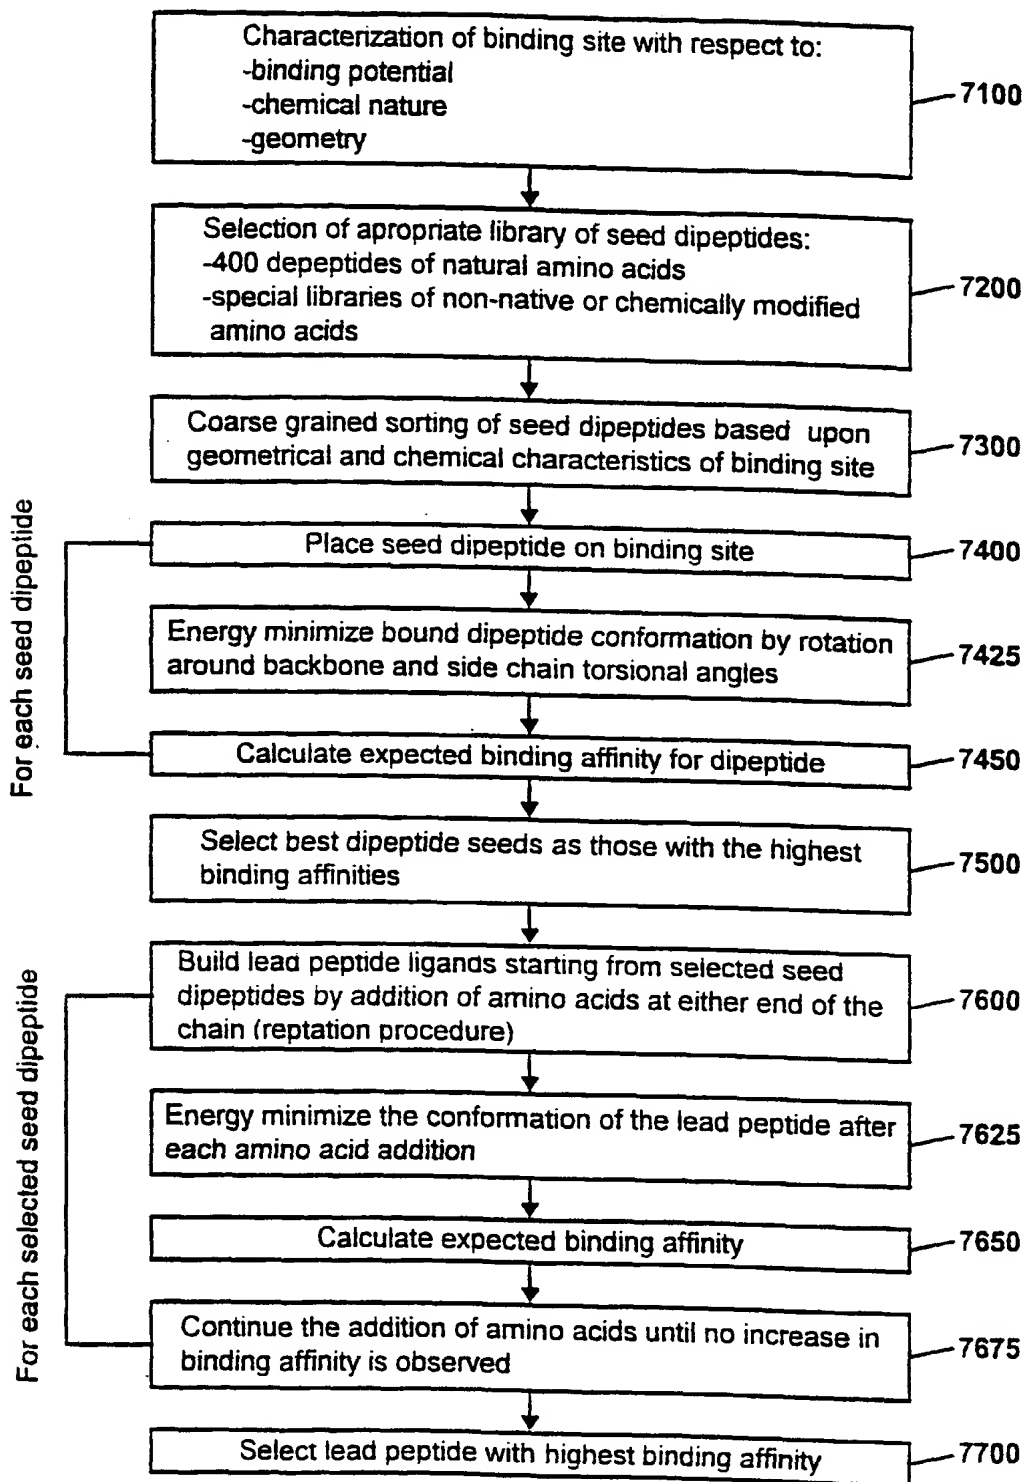 Characterization of binding site with respect to:
-binding potential
-chemical nature
-geometry
7100
Selection of apropriate library of seed dipeptides:
-400 depeptides of natural amino acids
-special libraries of non-native or chemically modified
amino acids
7200
Coarse grained sorting of seed dipeptides based upon
geometrical and chemical characteristics of binding site
7300
For each seed dipeptide
Place seed dipeptide on binding site
7400
Energy minimize bound dipeptide conformation by rotation
around backbone and side chain torsional angles
7425
Calculate expected binding affinity for dipeptide
7450
Select best dipeptide seeds as those with the highest
binding affinities
7500
For each selected seed dipeptide
Build lead peptide ligands starting from selected seed
dipeptides by addition of amino acids at either end of the
chain (reptation procedure)
7600
Energy minimize the conformation of the lead peptide after
each amino acid addition
7625
Calculate expected binding affinity
7650
Continue the addition of amino acids until no increase in
binding affinity is observed
7675
Select lead peptide with highest binding affinity
7700